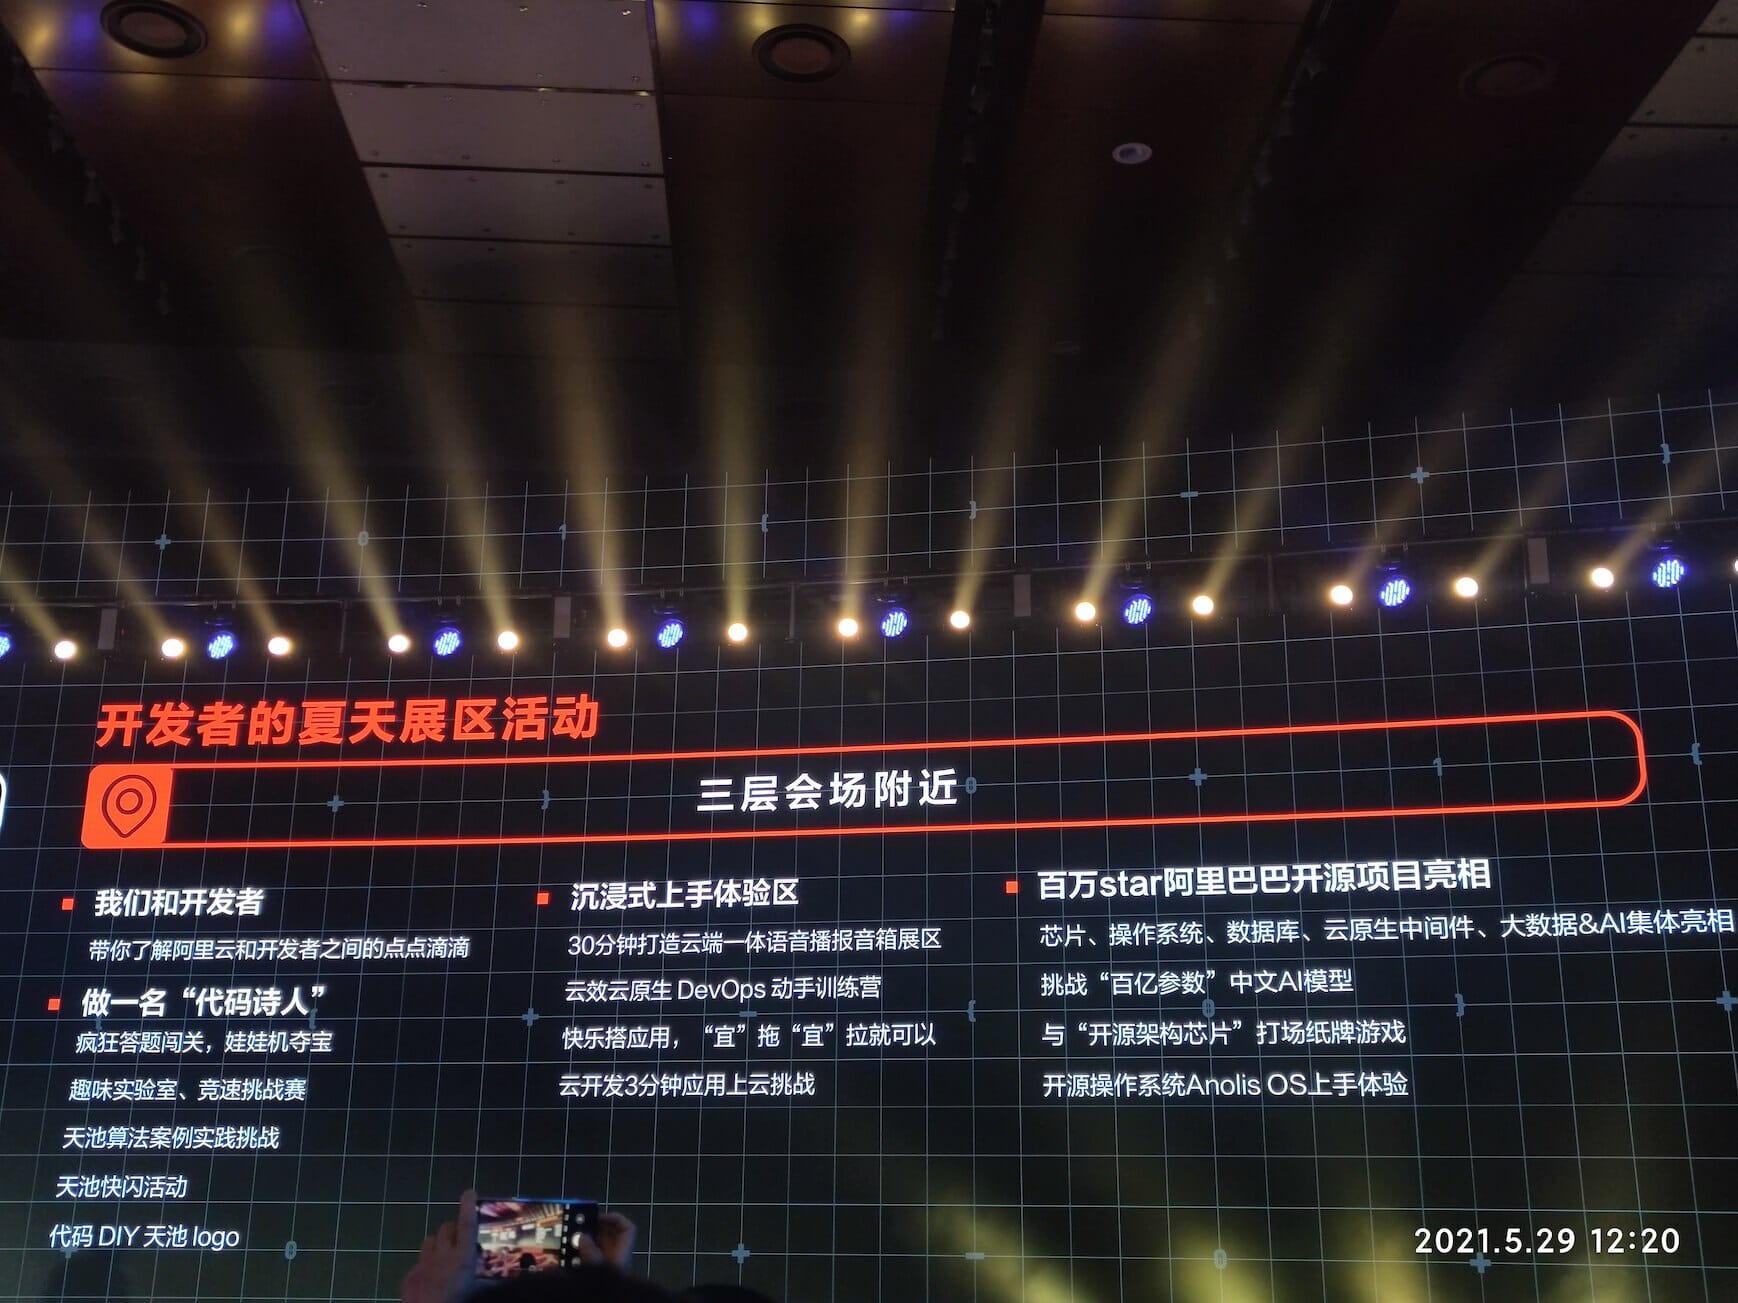 开发者的夏天展区活动
三层会场附近
我们和开发者
带你了解阿里云和开发者之间的点点滴滴
做一名“代码诗人”
疯狂答题闯关，娃娃机夺宝
趣味实验室、竞速挑战赛
天池算法案例实践挑战
天池快闪活动
代码 DIY 天池 logo
沉浸式上手体验区
30分钟打造云端一体语音播报音箱展区
云效云原生 DevOps 动手训练营
快乐搭应用，“宜”拖“宜”拉就可以
云开发3分钟应用上云挑战
百万star阿里巴巴开源项目亮相
芯片、操作系统、数据库、云原生中间件、大数据&AI集体亮相
挑战“百亿参数”中文AI模型
与“开源架构芯片”打场纸牌游戏
开源操作系统Anolis OS上手体验
2021.5.29 12:20